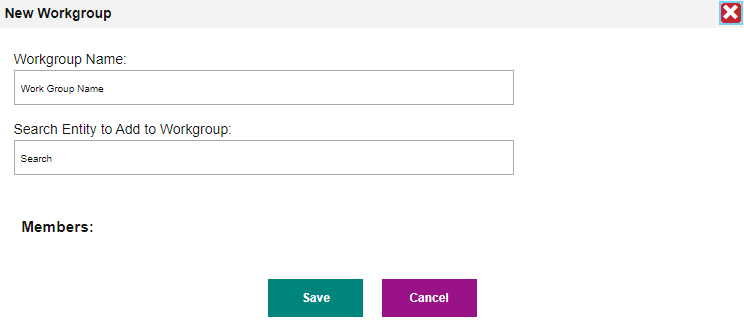 New Workgroup
Workgroup Name:
Work Group Name
Search Entity to Add to Workgroup:
Search
Members:
Save Cancel